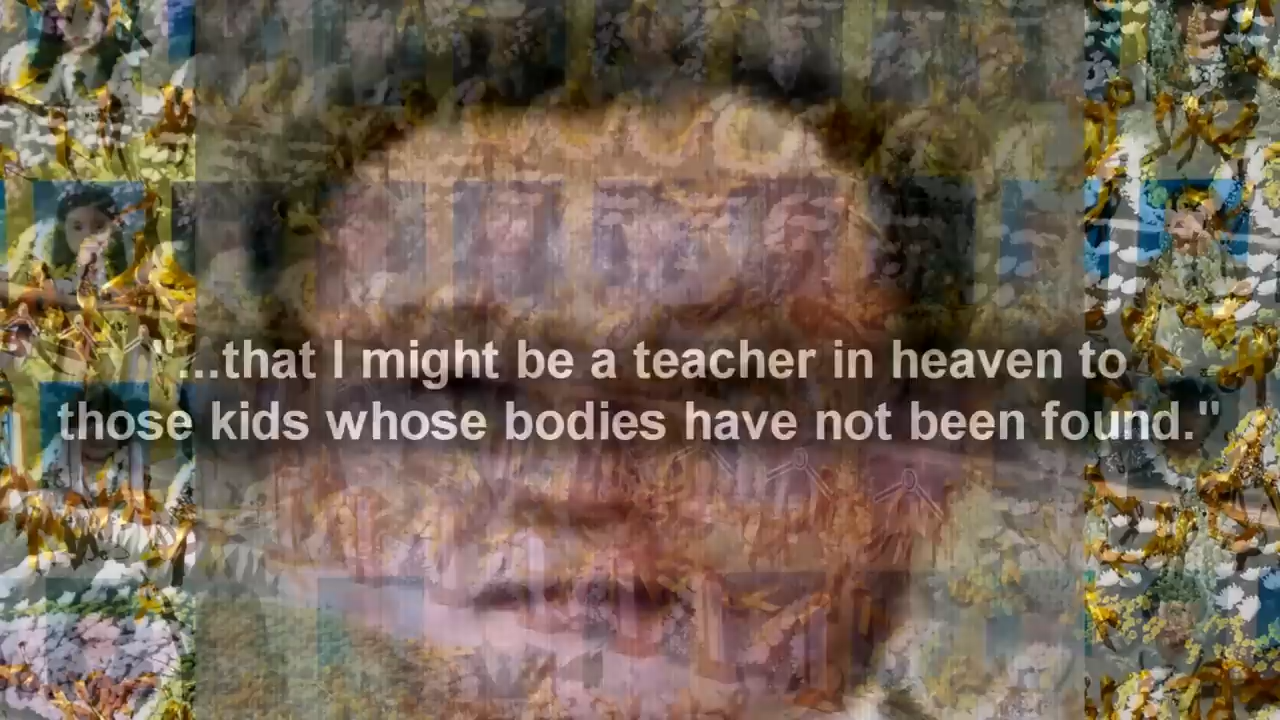 "...that I might be a teacher in heaven to
those kids whose bodies have not been found."